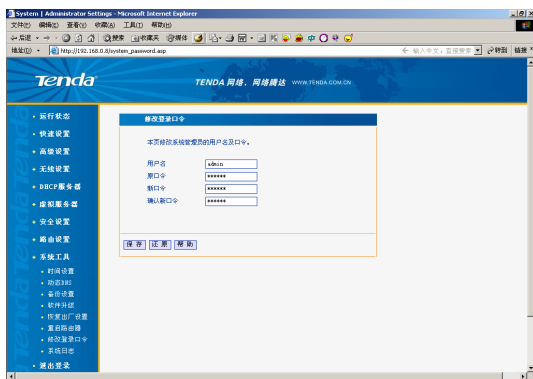 System | Administrator Settings - Microsoft Internet Explorer
文件(F) 编辑(E) 查看(V) 收藏(A) 工具(T) 帮助(H)
后退 搜索 收藏夹 媒体
地址(D) http://192.168.0.8/system_password.asp 输入中文，直接搜索 转到 链接
Tenda
TENDA 网络，网络腾达 WWW.TENDA.COM.CN
运行状态
快速设置
高级设置
无线设置
DHCP服务器
虚拟服务器
安全设置
路由设置
系统工具
时间设置
动态DNS
备份设置
软件升级
恢复出厂设置
重启路由器
修改登录口令
系统日志
退出登录
修改登录口令
本页修改系统管理员的用户名及口令。
用户名 admin
原口令 ******
新口令 ******
确认新口令 ******
保存 还原 帮助